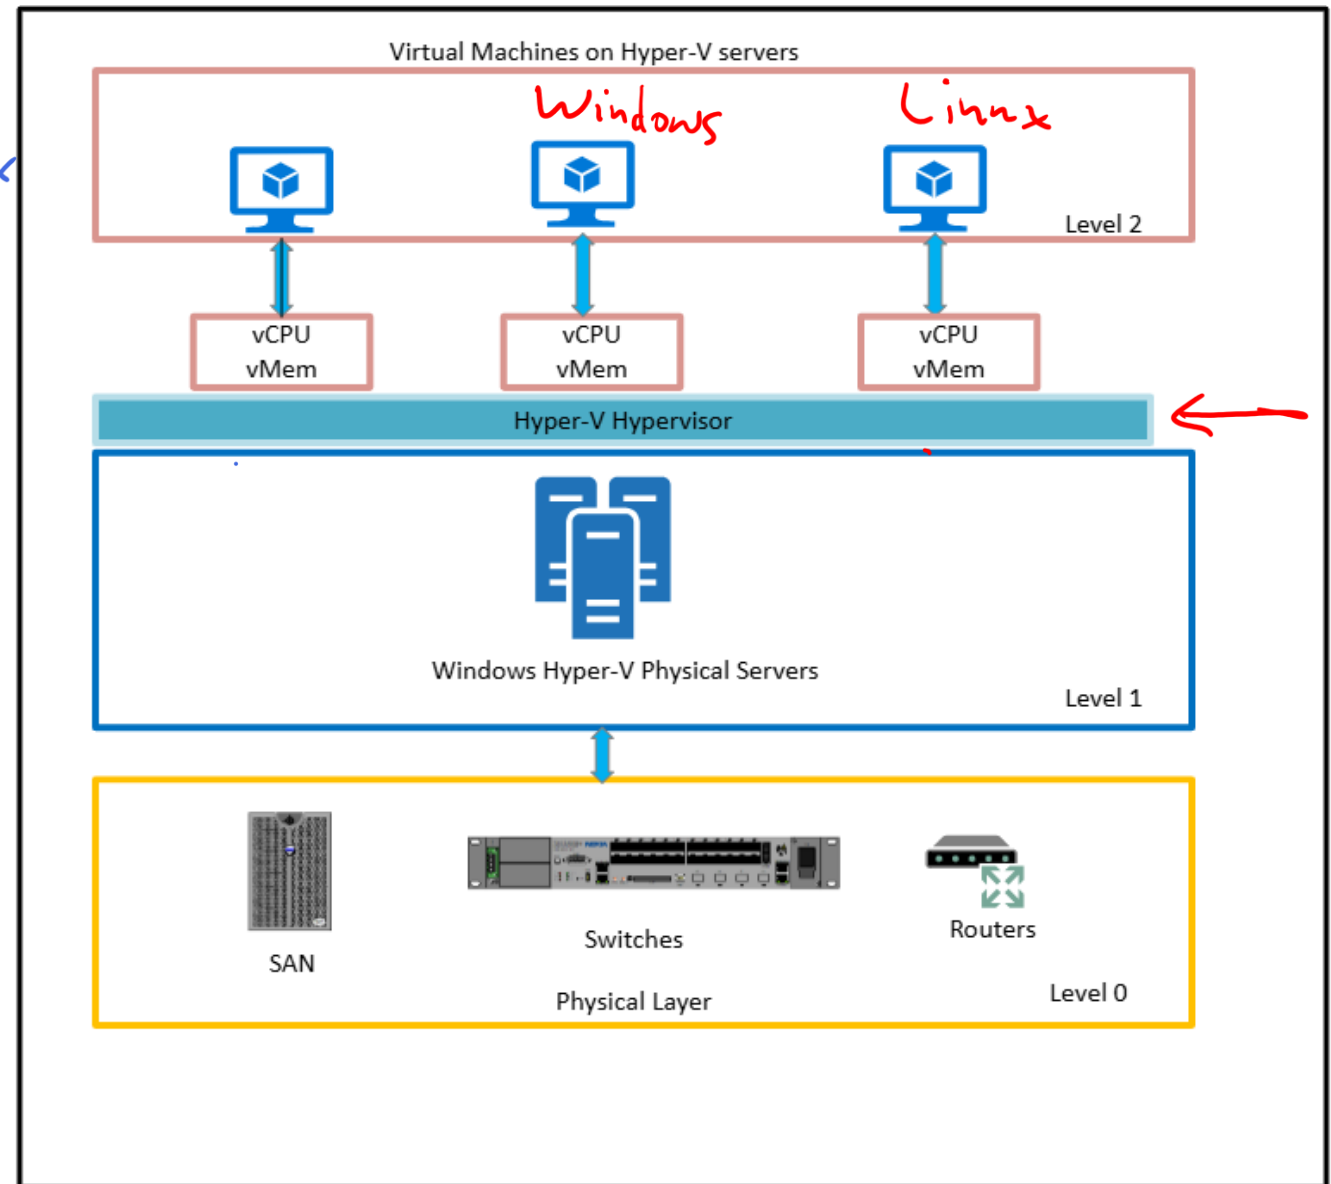 Virtual Machines on Hyper-V servers
Windows
Linnx
Level 2
vCPU
vMem
vCPU
vMem
vCPU
vMem
Hyper-V Hypervisor
Windows Hyper-V Physical Servers
Level 1
SAN
Switches
Routers
Physical Layer
Level 0